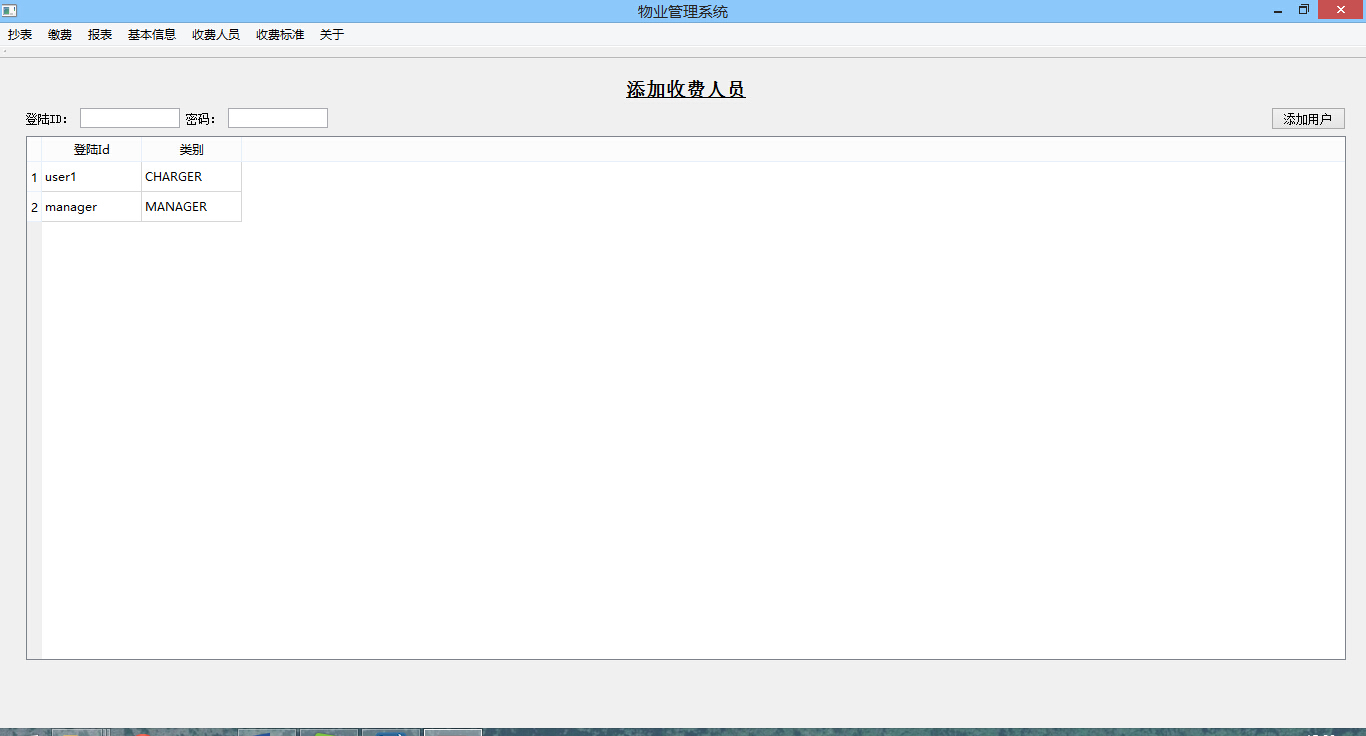 物业管理系统
抄表 缴费 报表 基本信息 收费人员 收费标准 关于
添加收费人员
登陆ID: 密码: 添加用户
登陆Id 类别
1 user1 CHARGER
2 manager MANAGER